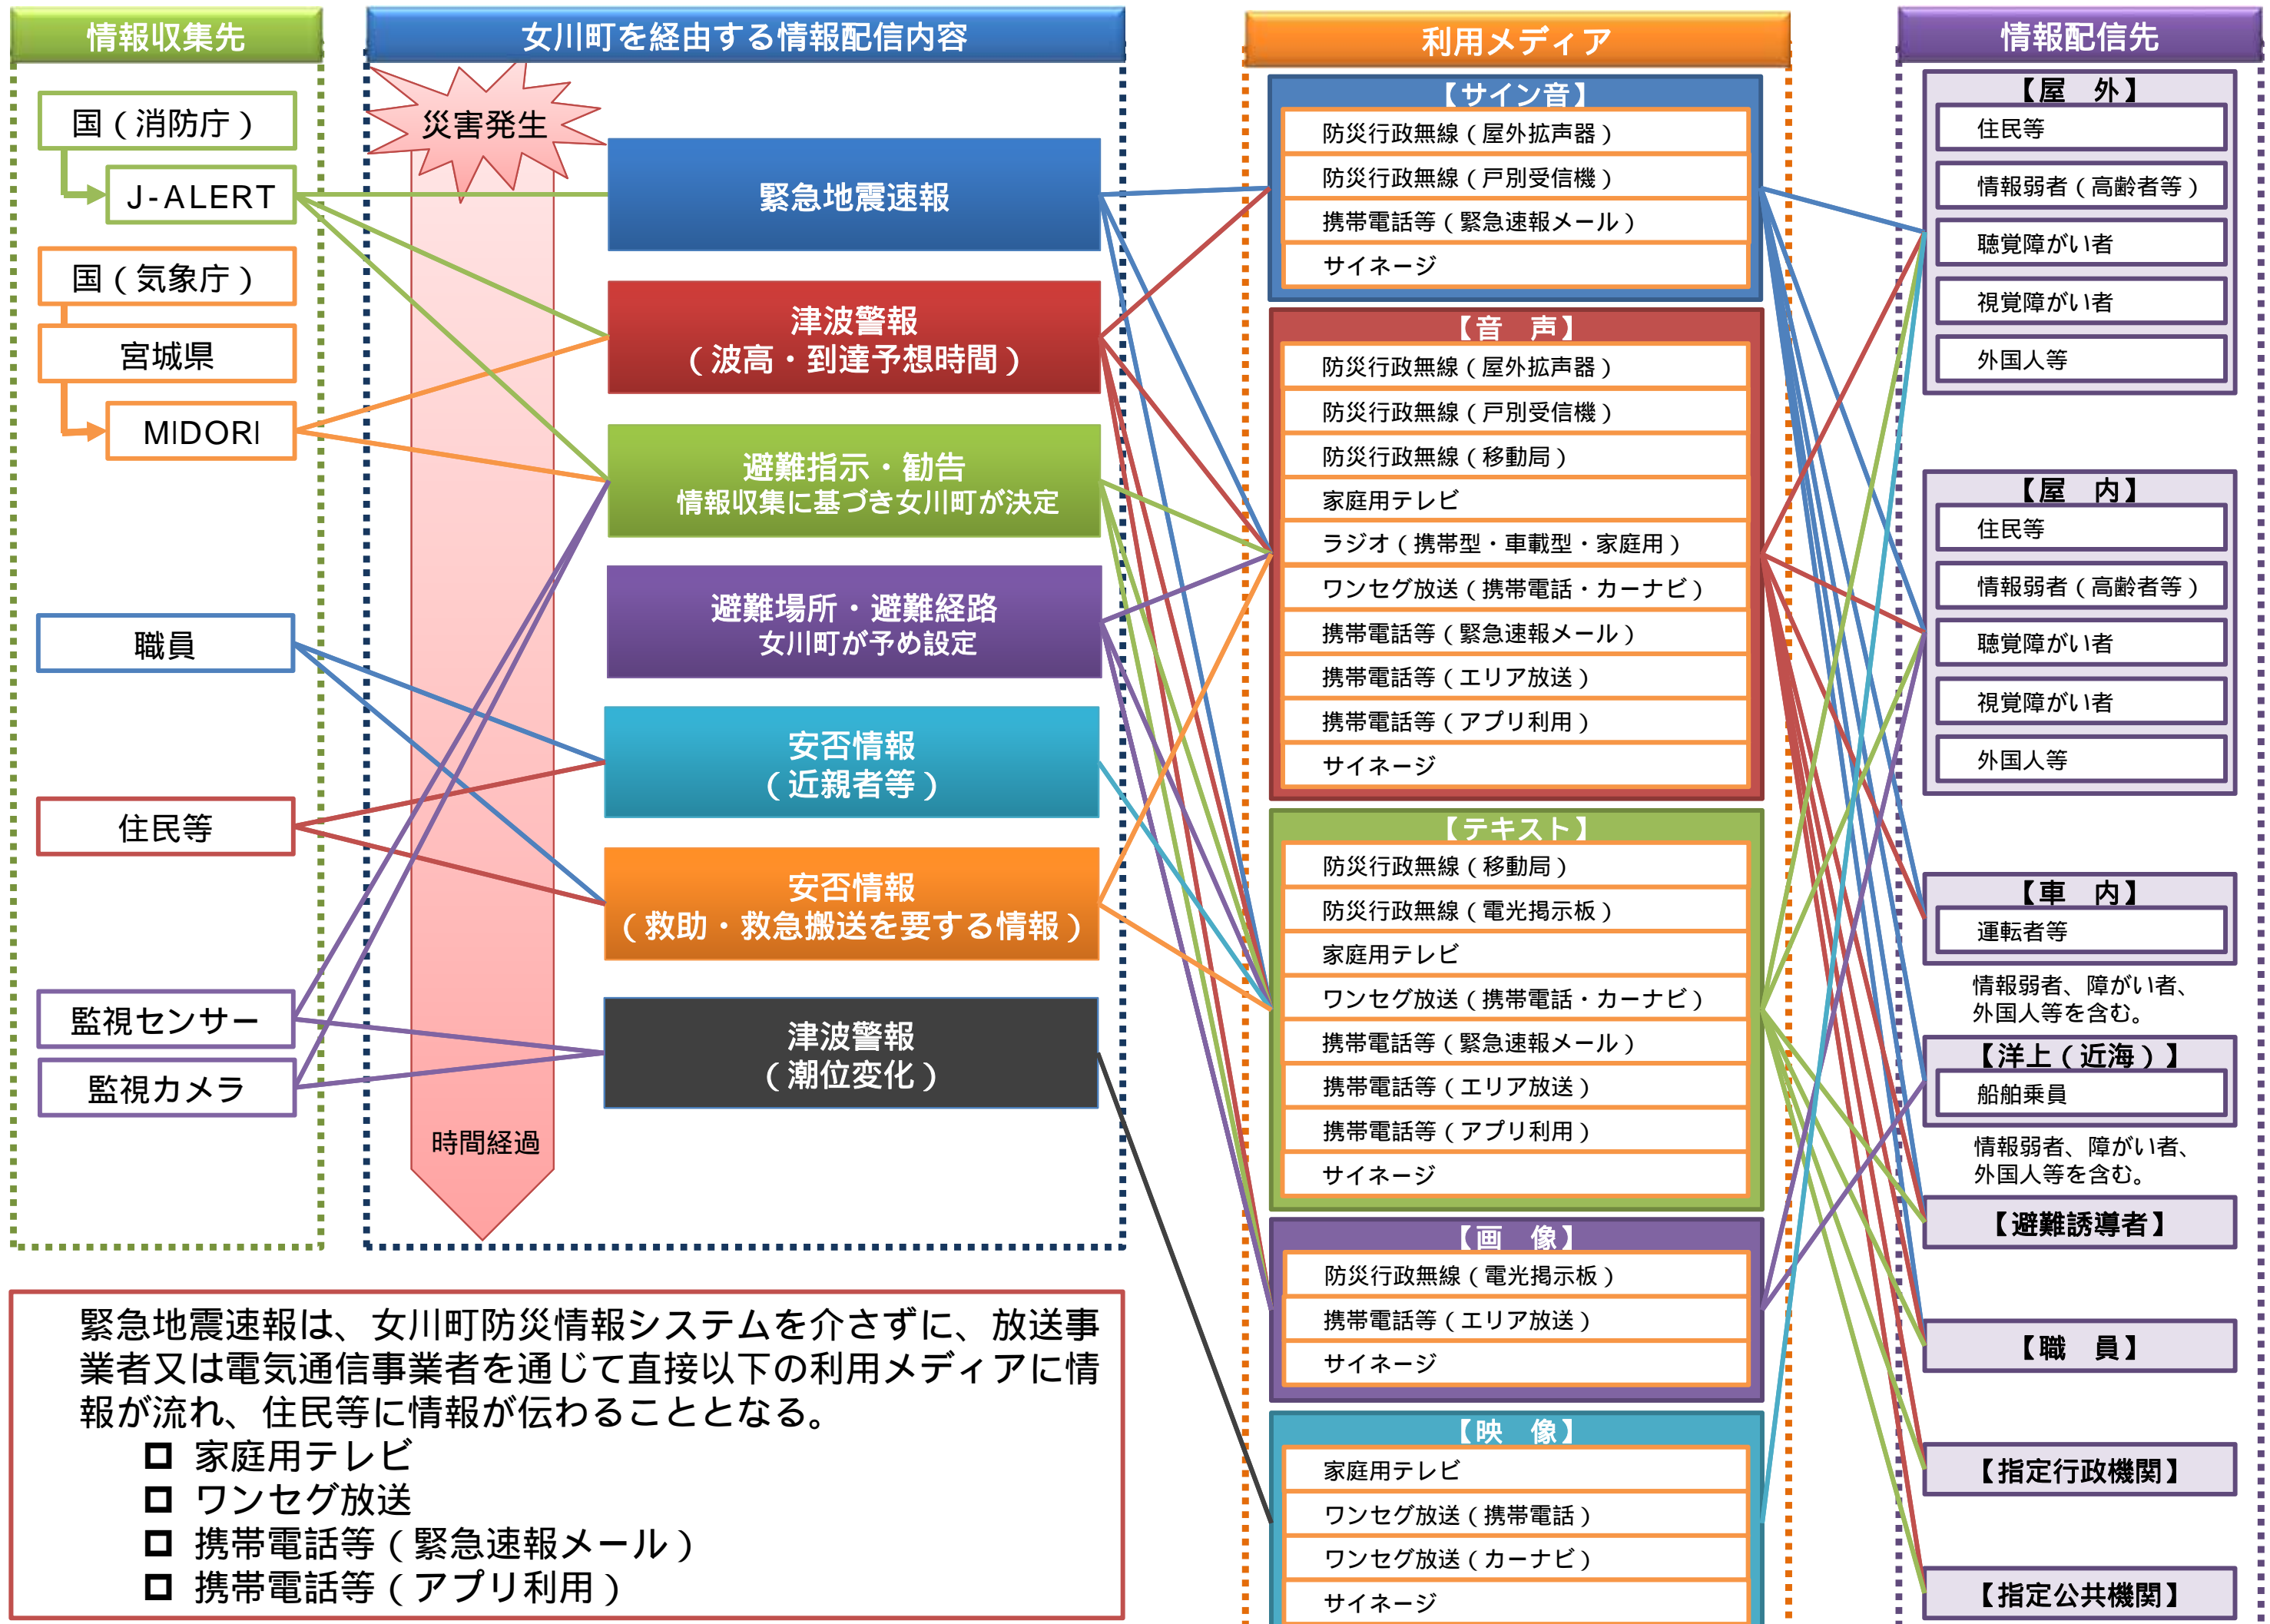 情報収集先
国（消防庁）
J-ALERT
国（気象庁）
宮城県
MIDORI
職員
住民等
監視センサー
監視カメラ
女川町を経由する情報配信内容
災害発生
時間経過
緊急地震速報
津波警報
（波高・到達予想時間）
避難指示・勧告
情報収集に基づき女川町が決定
避難場所・避難経路
女川町が予め設定
安否情報
（近親者等）
安否情報
（救助・救急搬送を要する情報）
津波警報
（潮位変化）
利用メディア
【サイン音】
防災行政無線（屋外拡声器）
防災行政無線（戸別受信機）
携帯電話等（緊急速報メール）
サイネージ
【音　声】
防災行政無線（屋外拡声器）
防災行政無線（戸別受信機）
防災行政無線（移動局）
家庭用テレビ
ラジオ（携帯型・車載型・家庭用）
ワンセグ放送（携帯電話・カーナビ）
携帯電話等（緊急速報メール）
携帯電話等（エリア放送）
携帯電話等（アプリ利用）
サイネージ
【テキスト】
防災行政無線（移動局）
防災行政無線（電光掲示板）
家庭用テレビ
ワンセグ放送（携帯電話・カーナビ）
携帯電話等（緊急速報メール）
携帯電話等（エリア放送）
携帯電話等（アプリ利用）
サイネージ
【画　像】
防災行政無線（電光掲示板）
携帯電話等（エリア放送）
サイネージ
【映　像】
家庭用テレビ
ワンセグ放送（携帯電話）
ワンセグ放送（カーナビ）
サイネージ
情報配信先
【屋　外】
住民等
情報弱者（高齢者等）
聴覚障がい者
視覚障がい者
外国人等
【屋　内】
住民等
情報弱者（高齢者等）
聴覚障がい者
視覚障がい者
外国人等
【車　内】
運転者等
情報弱者、障がい者、
外国人等を含む。
【洋上（近海）】
船舶乗員
情報弱者、障がい者、
外国人等を含む。
【避難誘導者】
【職　員】
【指定行政機関】
【指定公共機関】
緊急地震速報は、女川町防災情報システムを介さずに、放送事
業者又は電気通信事業者を通じて直接以下の利用メディアに情
報が流れ、住民等に情報が伝わることとなる。
家庭用テレビ
ワンセグ放送
携帯電話等（緊急速報メール）
携帯電話等（アプリ利用）